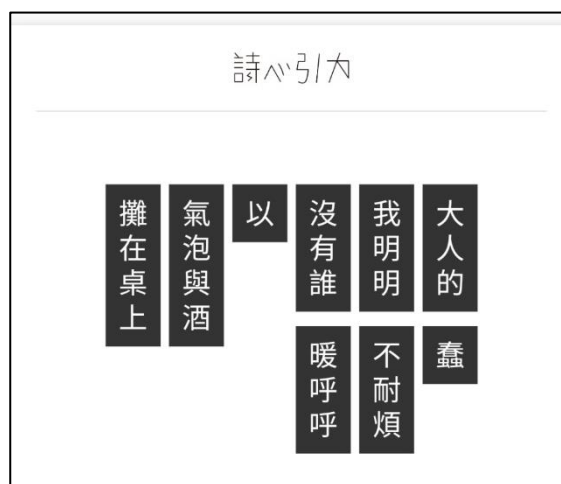 詩心引力
大人的 蠢
我明明 不耐煩
沒有誰 暖呼呼
以
氣泡與酒
攤在桌上